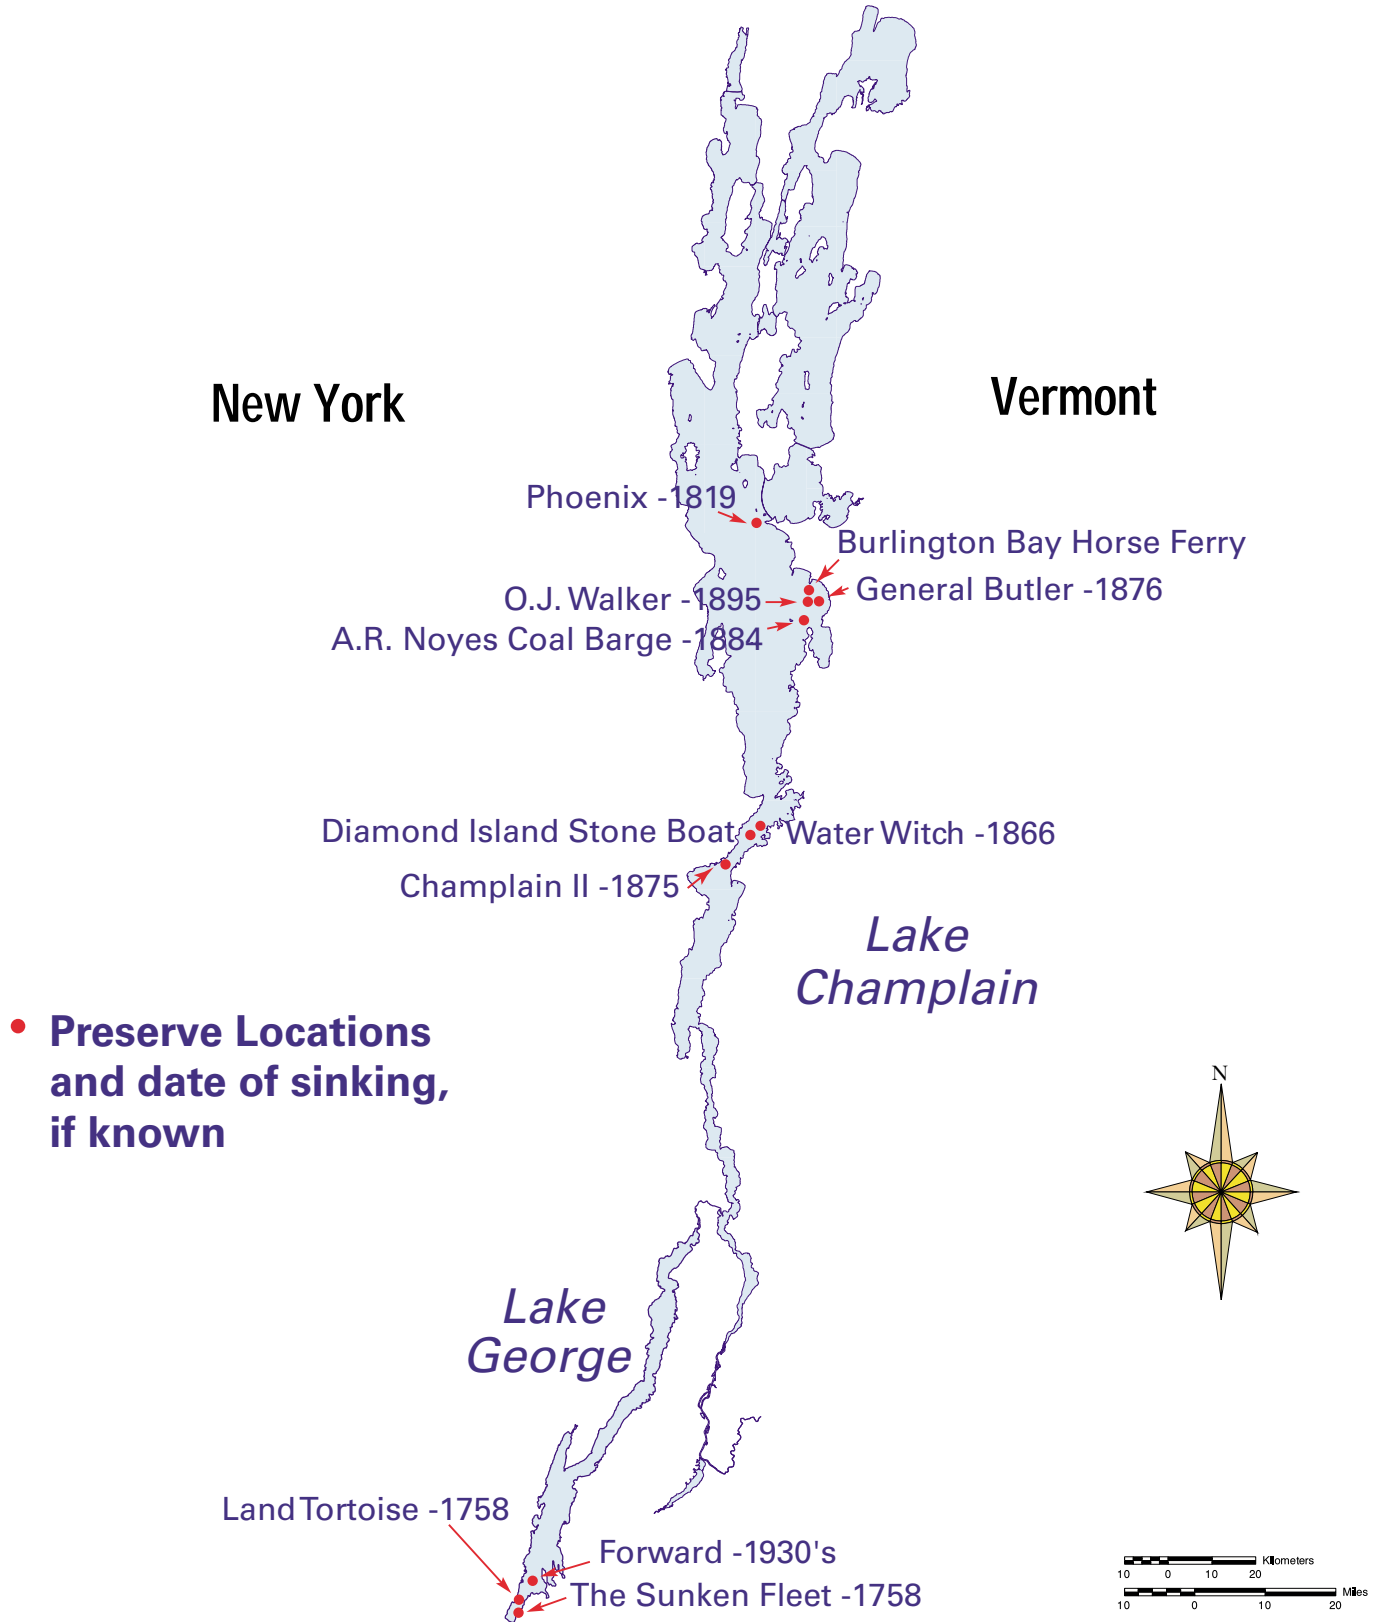 New York
Vermont
Phoenix -1819
Burlington Bay Horse Ferry
General Butler -1876
O.J. Walker -1895
A.R. Noyes Coal Barge -1884
Diamond Island Stone Boat
Water Witch -1866
Champlain II -1875
Lake
Champlain
Preserve Locations
and date of sinking,
if known
N
Lake
George
Land Tortoise -1758
Forward -1930's
The Sunken Fleet -1758
Kilometers
10 0 10 20
Miles
10 0 10 20